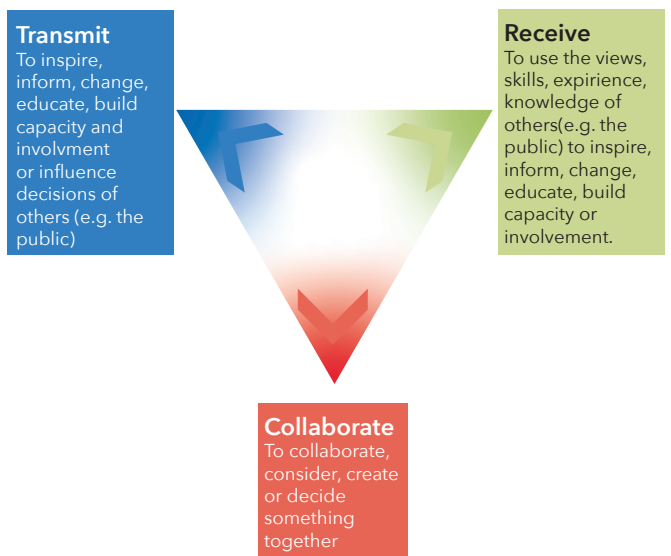 Transmit
To inspire,
inform, change,
educate, build
capacity and
involvment
or influence
decisions of
others (e.g. the
public)
Receive
To use the views,
skills, expirience,
knowledge of
others(e.g. the
public) to inspire,
inform, change,
educate, build
capacity or
involvement.
Collaborate
To collaborate,
consider, create
or decide
something
together